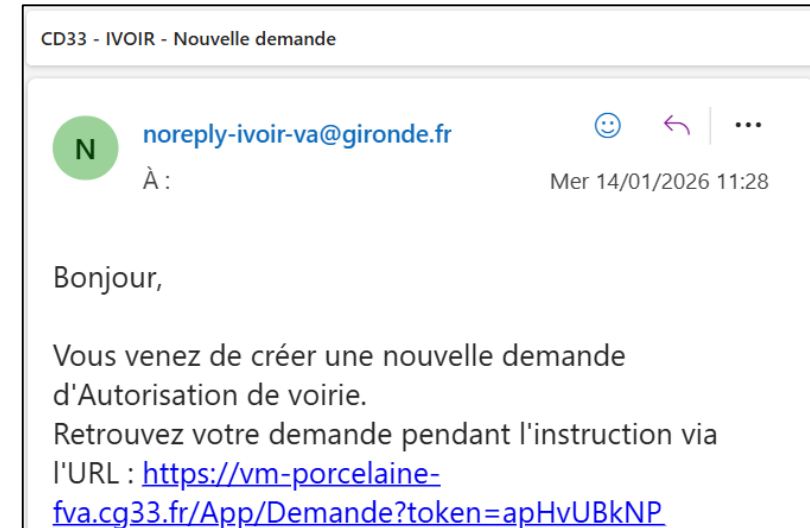 CD33 - IVOIR - Nouvelle demande
N
noreply-ivoir-va@gironde.fr
À :
Mer 14/01/2026 11:28
Bonjour,
Vous venez de créer une nouvelle demande
d'Autorisation de voirie.
Retrouvez votre demande pendant l'instruction via
l'URL : https://vm-porcelaine-
fva.cg33.fr/App/Demande?token=apHvUBkNP